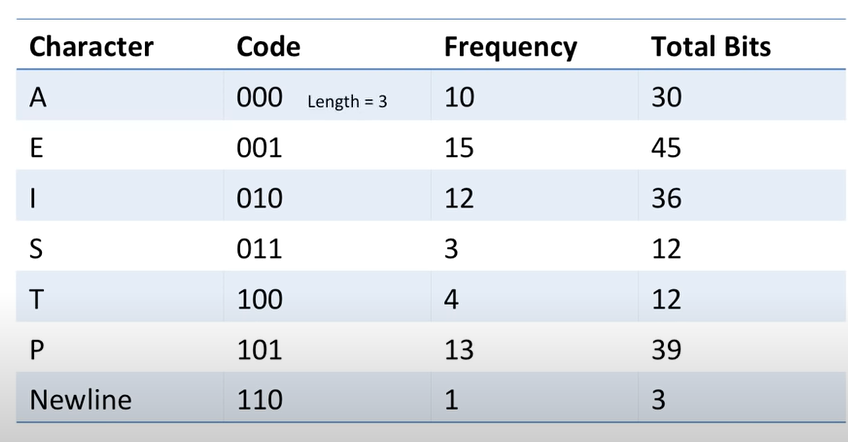 Character Code Frequency Total Bits
A 000 Length = 3 10 30
E 001 15 45
I 010 12 36
S 011 3 12
T 100 4 12
P 101 13 39
Newline 110 1 3